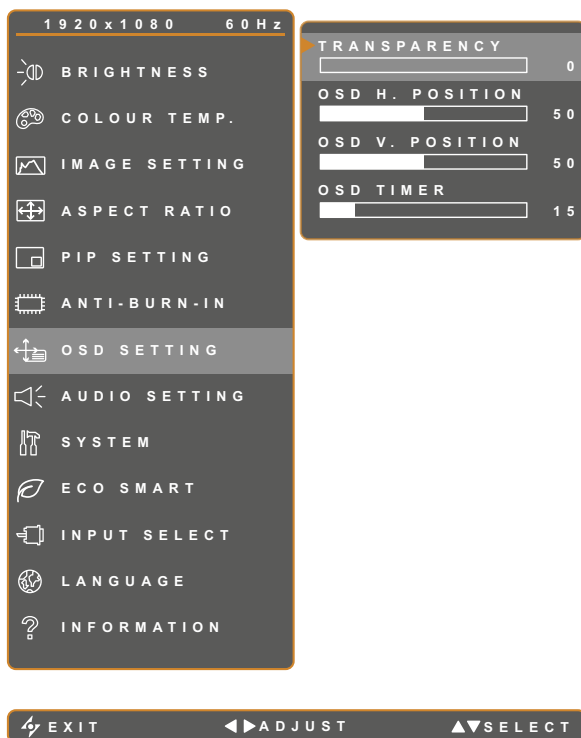 1920x1080 60Hz
BRIGHTNESS
COLOUR TEMP.
IMAGE SETTING
ASPECT RATIO
PIP SETTING
ANTI-BURN-IN
OSD SETTING
AUDIO SETTING
SYSTEM
ECO SMART
INPUT SELECT
LANGUAGE
INFORMATION
TRANSPARENCY
0
OSD H. POSITION
50
OSD V. POSITION
50
OSD TIMER
15
EXIT ADJUST SELECT